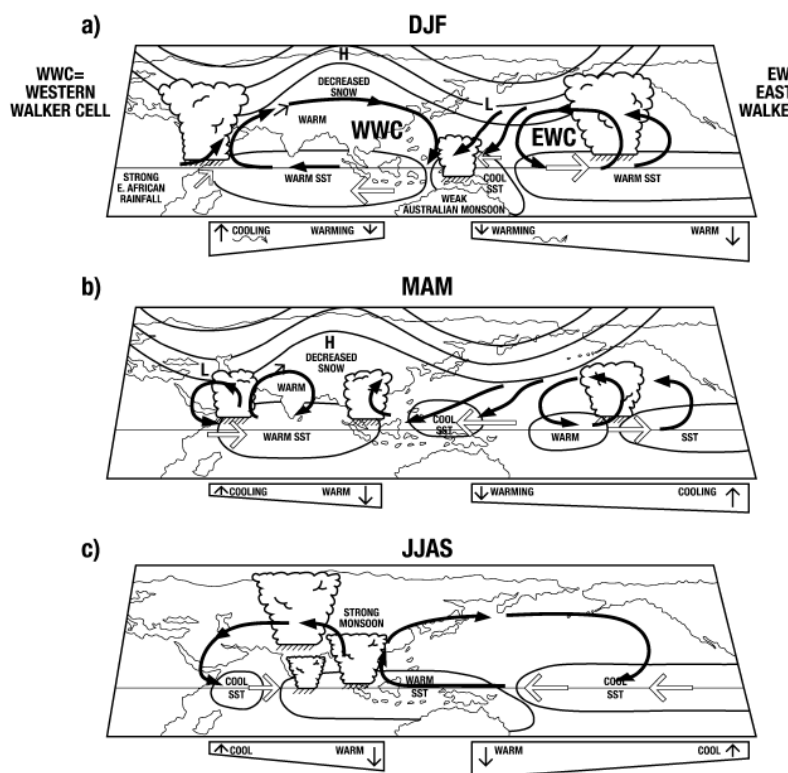 a)
DJF
WWC=
WESTERN
WALKER CELL
EW
EAST
WALKE
H
DECREASED
SNOW
WARM
WWC
L
EWC
STRONG
E. AFRICAN
RAINFALL
WARM SST
COOL
SST
WARM SST
WEAK
AUSTRALIAN MONSOON
COOLING
WARMING
WARMING
WARM
b)
MAM
H
DECREASED
SNOW
L
WARM
WARM SST
COOL
SST
WARM
SST
COOLING
WARM
WARMING
COOLING
c)
JJAS
STRONG
MONSOON
COOL
SST
WARM
SST
COOL
SST
COOL
WARM
WARM
COOL